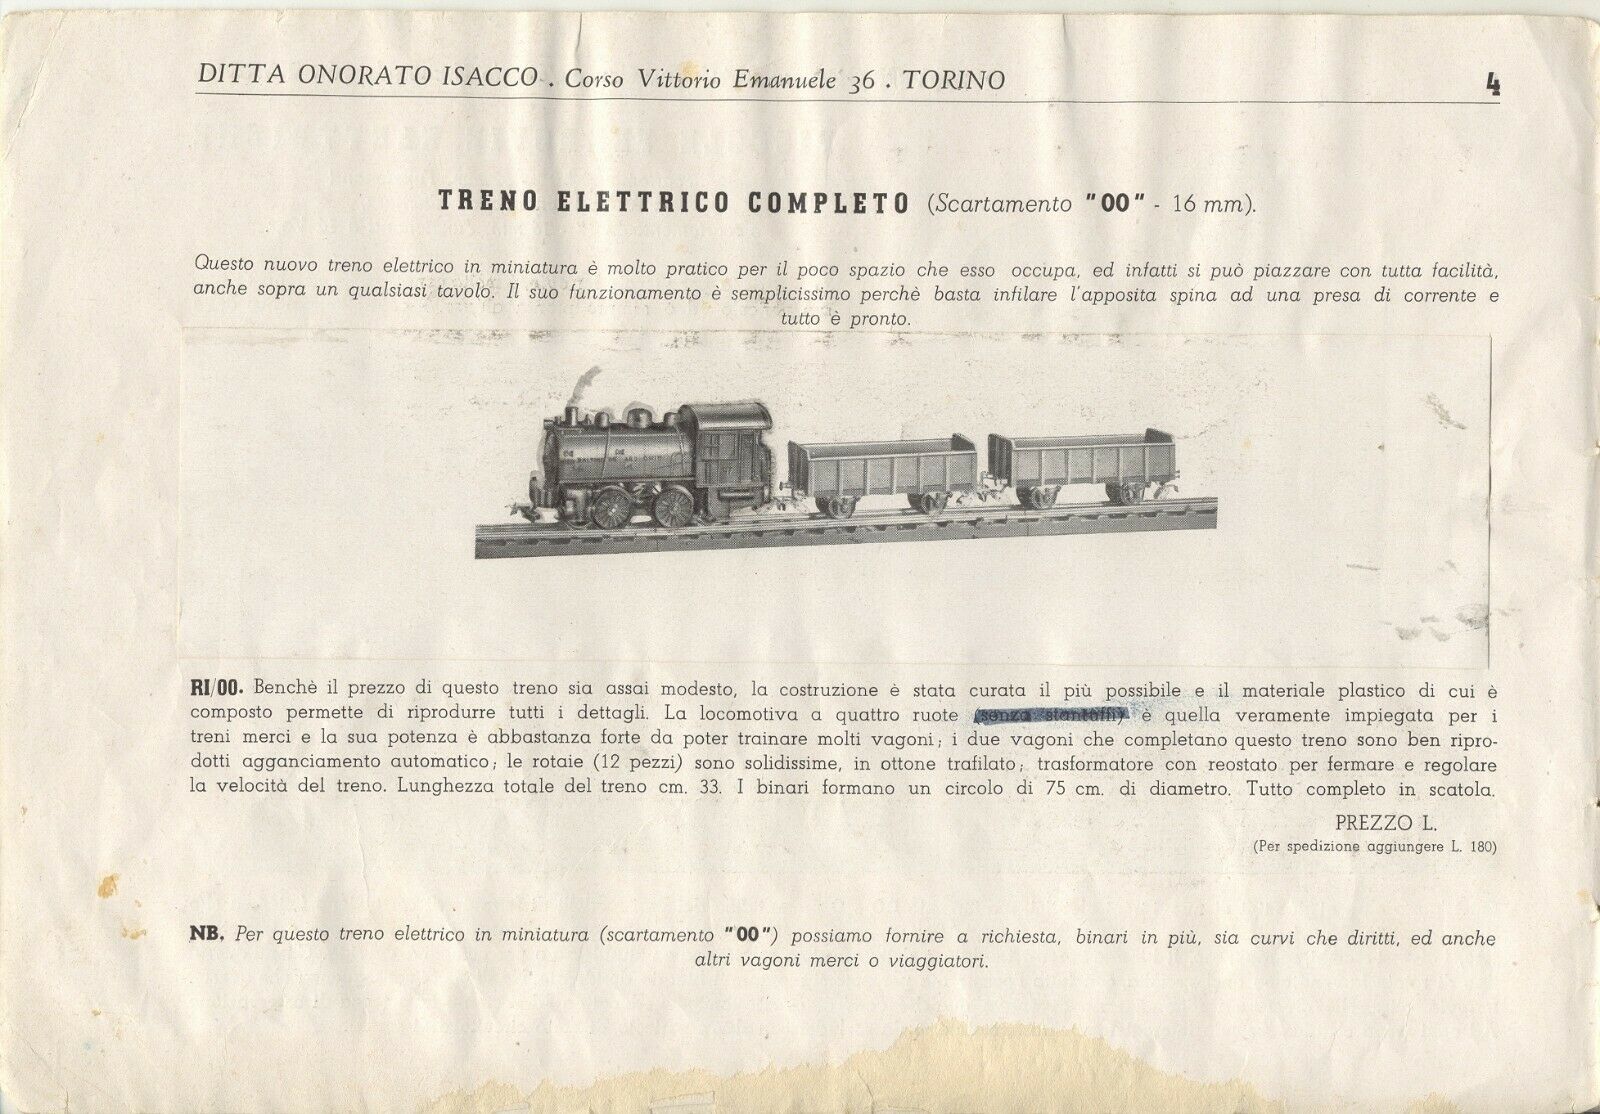 DITTA ONORATO ISACCO . Corso Vittorio Emanuele 36 . TORINO 4
TRENO ELETTRICO COMPLETO (Scartamento "OO" - 16 mm).
Questo nuovo treno elettrico in miniatura è molto pratico per il poco spazio che esso occupa, ed infatti si può piazzare con tutta facilità,
anche sopra un qualsiasi tavolo. Il suo funzionamento è semplicissimo perchè basta infilare l'apposita spina ad una presa di corrente e
tutto è pronto.
RI/OO. Benchè il prezzo di questo treno sia assai modesto, la costruzione è stata curata il più possibile e il materiale plastico di cui è
composto permette di riprodurre tutti i dettagli. La locomotiva a quattro ruote (senza stantuffi) è quella veramente impiegata per i
treni merci e la sua potenza è abbastanza forte da poter trainare molti vagoni; i due vagoni che completano questo treno sono ben ripro-
dotti agganciamento automatico; le rotaie (12 pezzi) sono solidissime, in ottone trafilato; trasformatore con reostato per fermare e regolare
la velocità del treno. Lunghezza totale del treno cm. 33. I binari formano un circolo di 75 cm. di diametro. Tutto completo in scatola.
PREZZO L.
(Per spedizione aggiungere L. 180)
NB. Per questo treno elettrico in miniatura (scartamento "OO") possiamo fornire a richiesta, binari in più, sia curvi che diritti, ed anche
altri vagoni merci o viaggiatori.